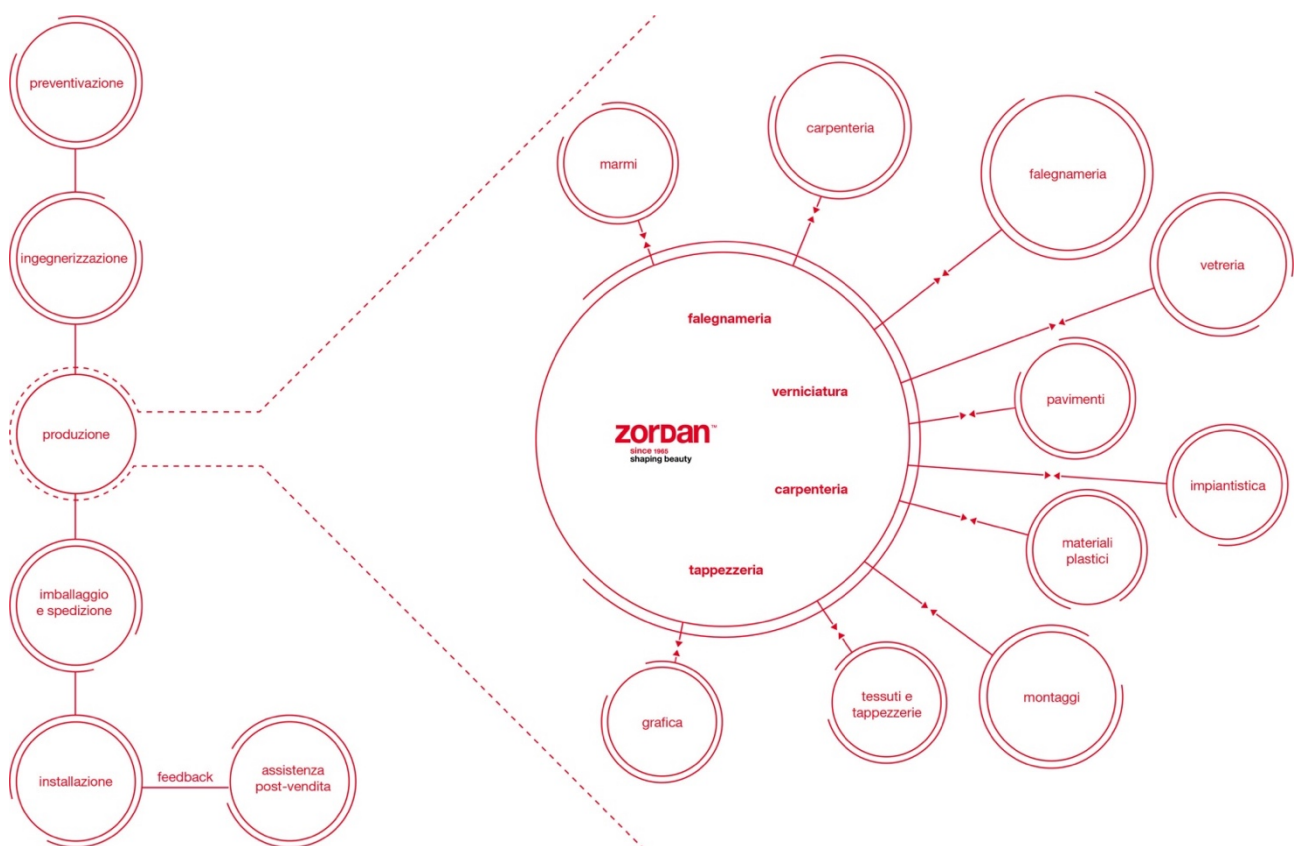 preventivazione
ingegnerizzazione
produzione
imballaggio
e spedizione
installazione
feedback
assistenza
post-vendita
marmi
carpenteria
falegnameria
vetreria
pavimenti
impiantistica
materiali
plastici
montaggi
tessuti e
tappezzerie
grafica
falegnameria
verniciatura
zorDan™
since 1965
shaping beauty
carpenteria
tappezzeria